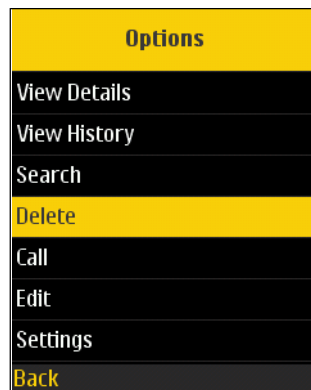 Options
View Details
View History
Search
Delete
Call
Edit
Settings
Back